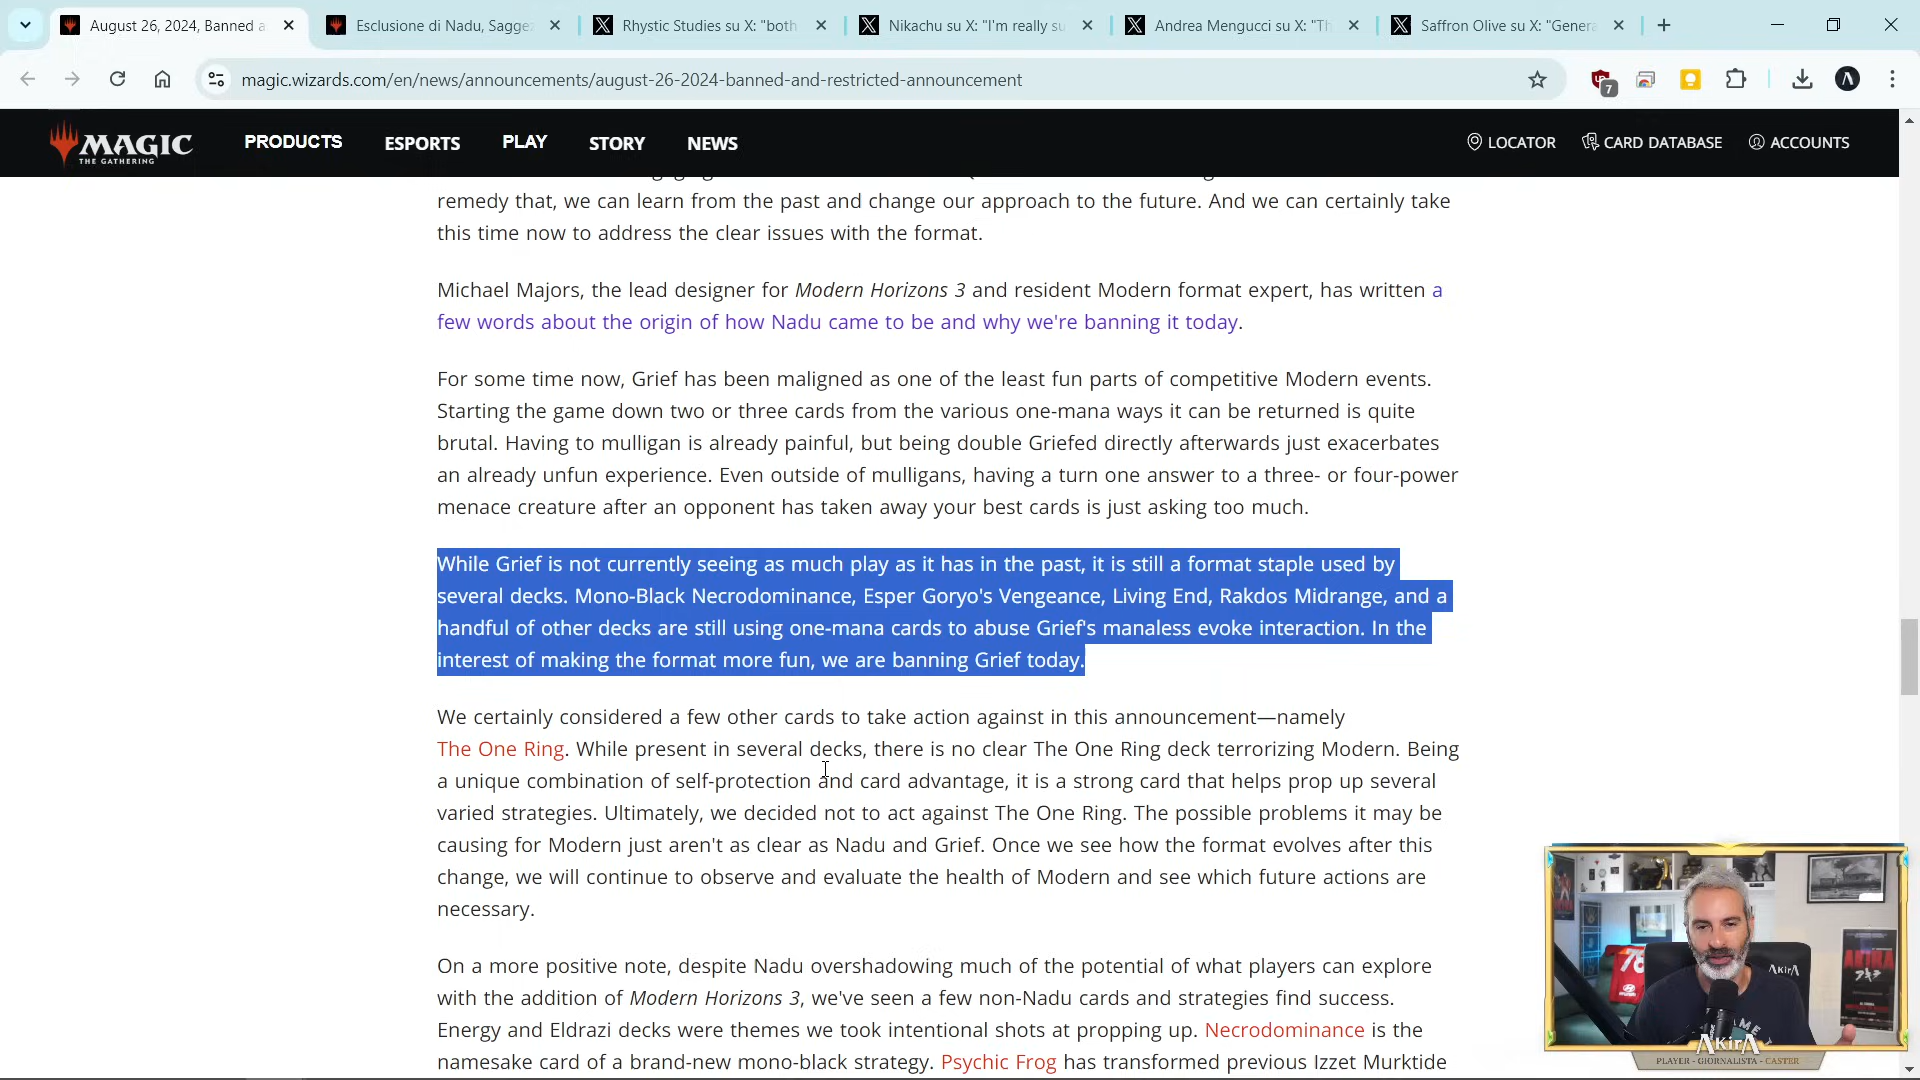 August 26, 2024, Banned a
Esclusione di Nadu, Sagge
Rhystic Studies su X: "both
Nikachu su X: "I'm really su
Andrea Mengucci su X: "Th
Saffron Olive su X: "Genera
magic.wizards.com/en/news/announcements/august-26-2024-banned-and-restricted-announcement
7
MAGIC
THE GATHERING
PRODUCTS
ESPORTS
PLAY
STORY
NEWS
LOCATOR
CARD DATABASE
ACCOUNTS
remedy that, we can learn from the past and change our approach to the future. And we can certainly take
this time now to address the clear issues with the format.
Michael Majors, the lead designer for Modern Horizons 3 and resident Modern format expert, has written a
few words about the origin of how Nadu came to be and why we're banning it today.
For some time now, Grief has been maligned as one of the least fun parts of competitive Modern events.
Starting the game down two or three cards from the various one-mana ways it can be returned is quite
brutal. Having to mulligan is already painful, but being double Griefed directly afterwards just exacerbates
an already unfun experience. Even outside of mulligans, having a turn one answer to a three- or four-power
menace creature after an opponent has taken away your best cards is just asking too much.
While Grief is not currently seeing as much play as it has in the past, it is still a format staple used by
several decks. Mono-Black Necrodominance, Esper Goryo's Vengeance, Living End, Rakdos Midrange, and a
handful of other decks are still using one-mana cards to abuse Grief's manaless evoke interaction. In the
interest of making the format more fun, we are banning Grief today.
We certainly considered a few other cards to take action against in this announcement—namely
The One Ring. While present in several decks, there is no clear The One Ring deck terrorizing Modern. Being
a unique combination of self-protection and card advantage, it is a strong card that helps prop up several
varied strategies. Ultimately, we decided not to act against The One Ring. The possible problems it may be
causing for Modern just aren't as clear as Nadu and Grief. Once we see how the format evolves after this
change, we will continue to observe and evaluate the health of Modern and see which future actions are
necessary.
On a more positive note, despite Nadu overshadowing much of the potential of what players can explore
with the addition of Modern Horizons 3, we've seen a few non-Nadu cards and strategies find success.
Energy and Eldrazi decks were themes we took intentional shots at propping up. Necrodominance is the
namesake card of a brand-new mono-black strategy. Psychic Frog has transformed previous Izzet Murktide
AKirA
AKirA
PLAYER - GIORNALISTA - CASTER